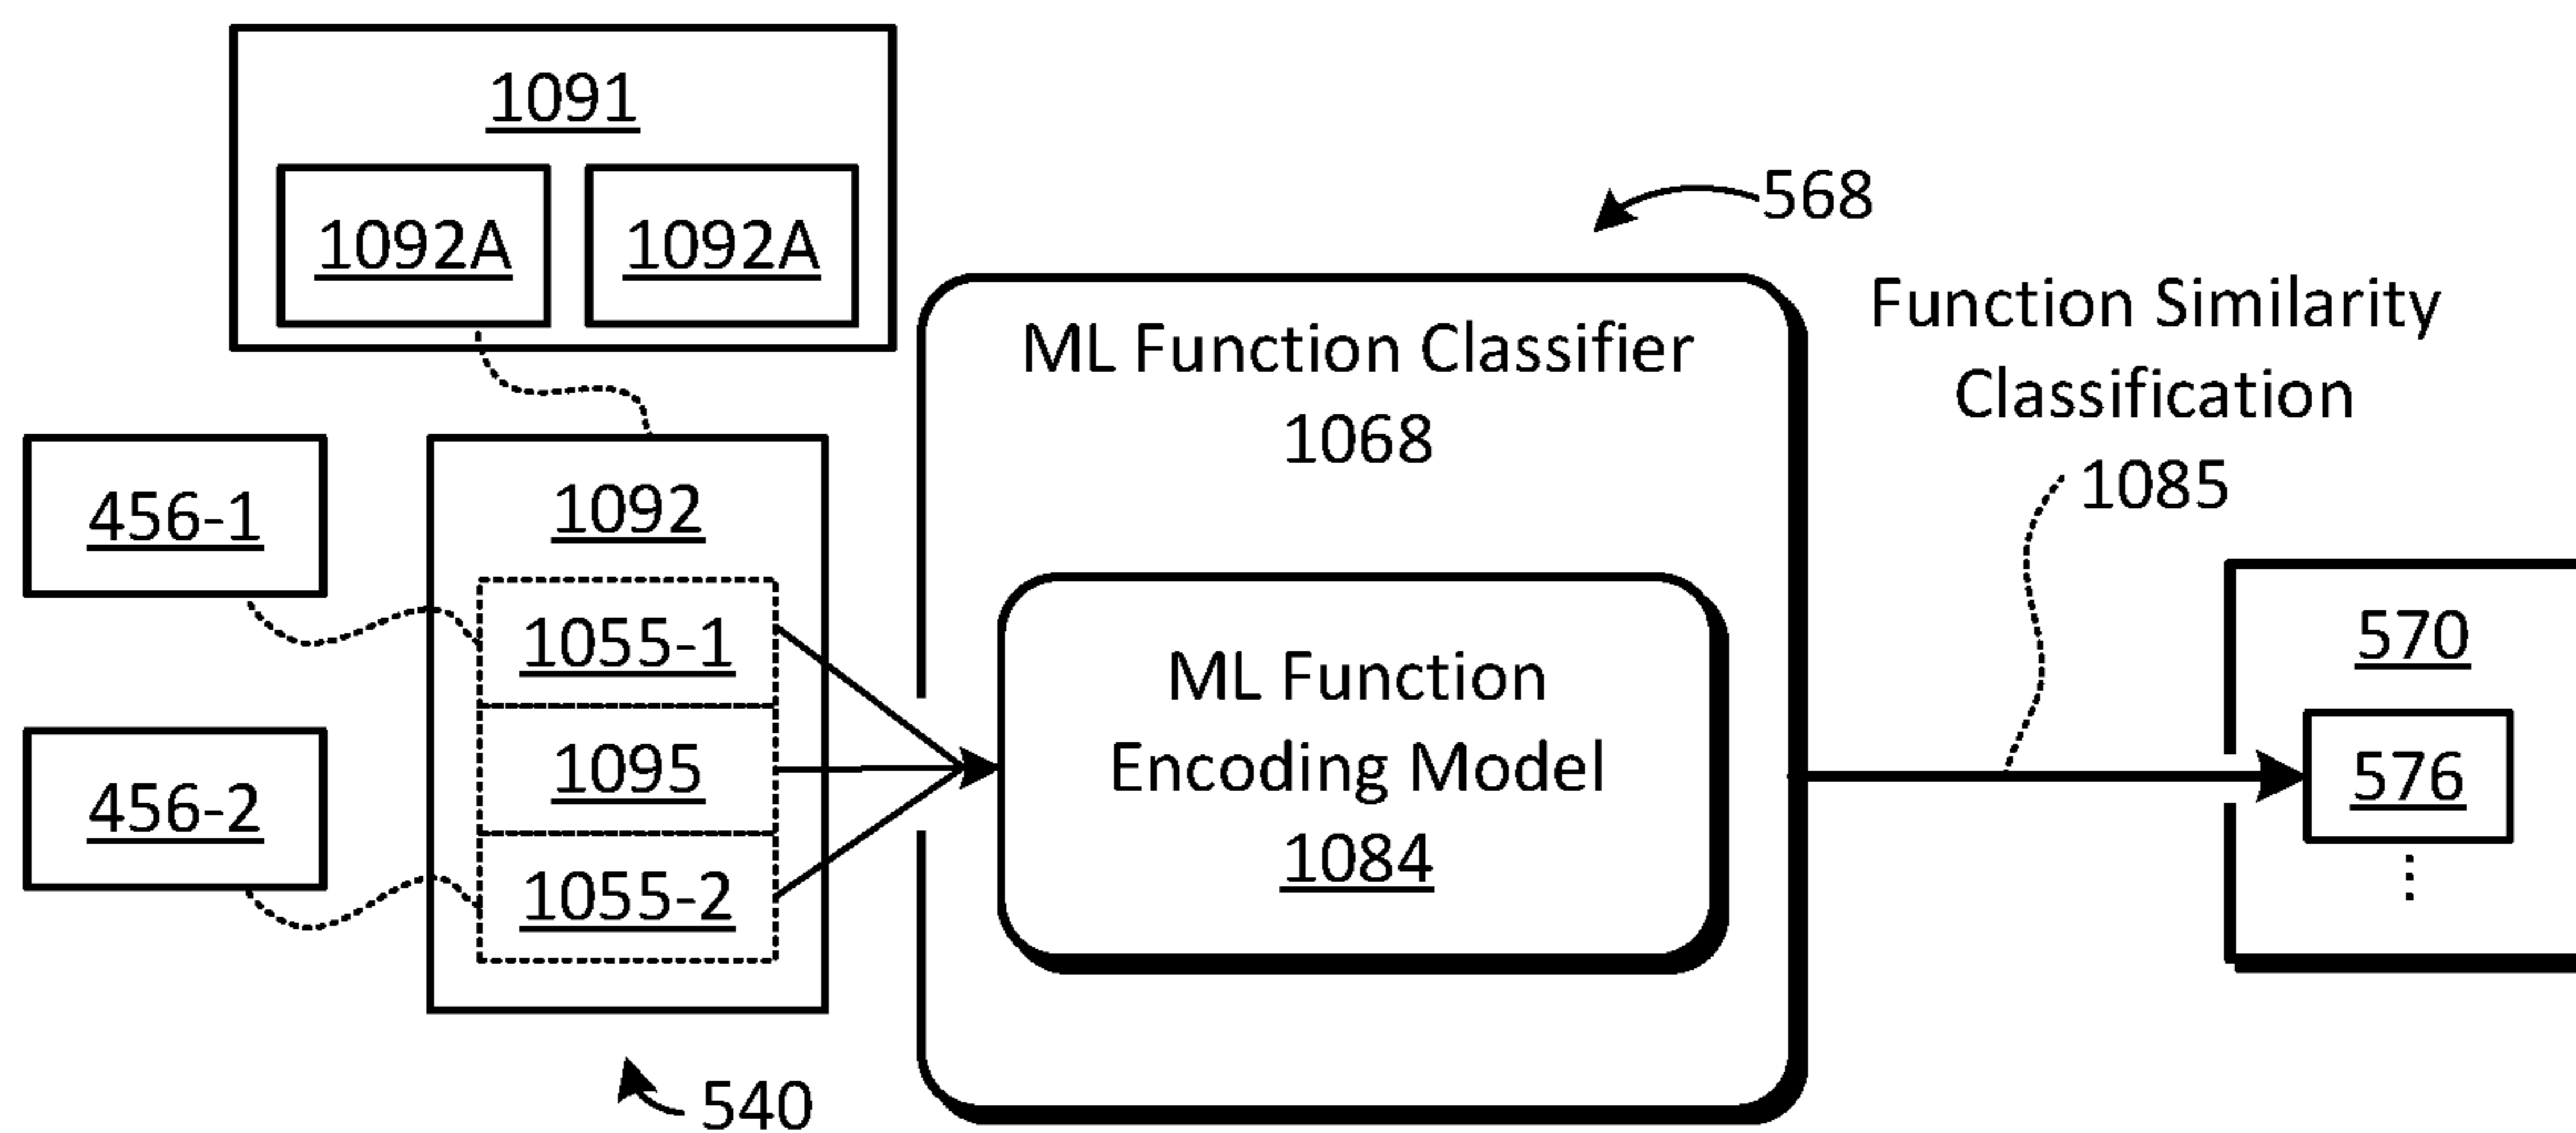 1091
1092A 1092A
568
ML Function Classifier
1068
Function Similarity
Classification
1085
456-1
456-2
1092
1055-1
1095
1055-2
ML Function
Encoding Model
1084
570
576
540